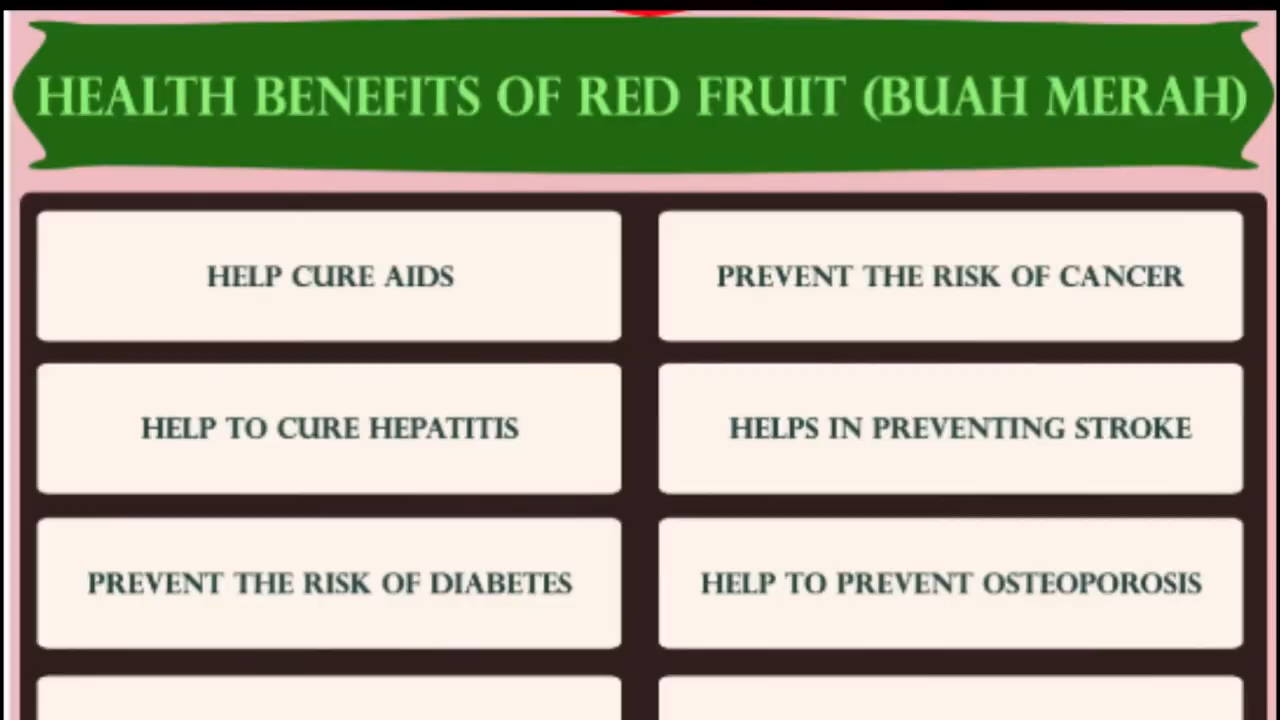 HEALTH BENEFITS OF RED FRUIT (BUAH MERAH)
HELP CURE AIDS
PREVENT THE RISK OF CANCER
HELP TO CURE HEPATITIS
HELPS IN PREVENTING STROKE
PREVENT THE RISK OF DIABETES
HELP TO PREVENT OSTEOPOROSIS